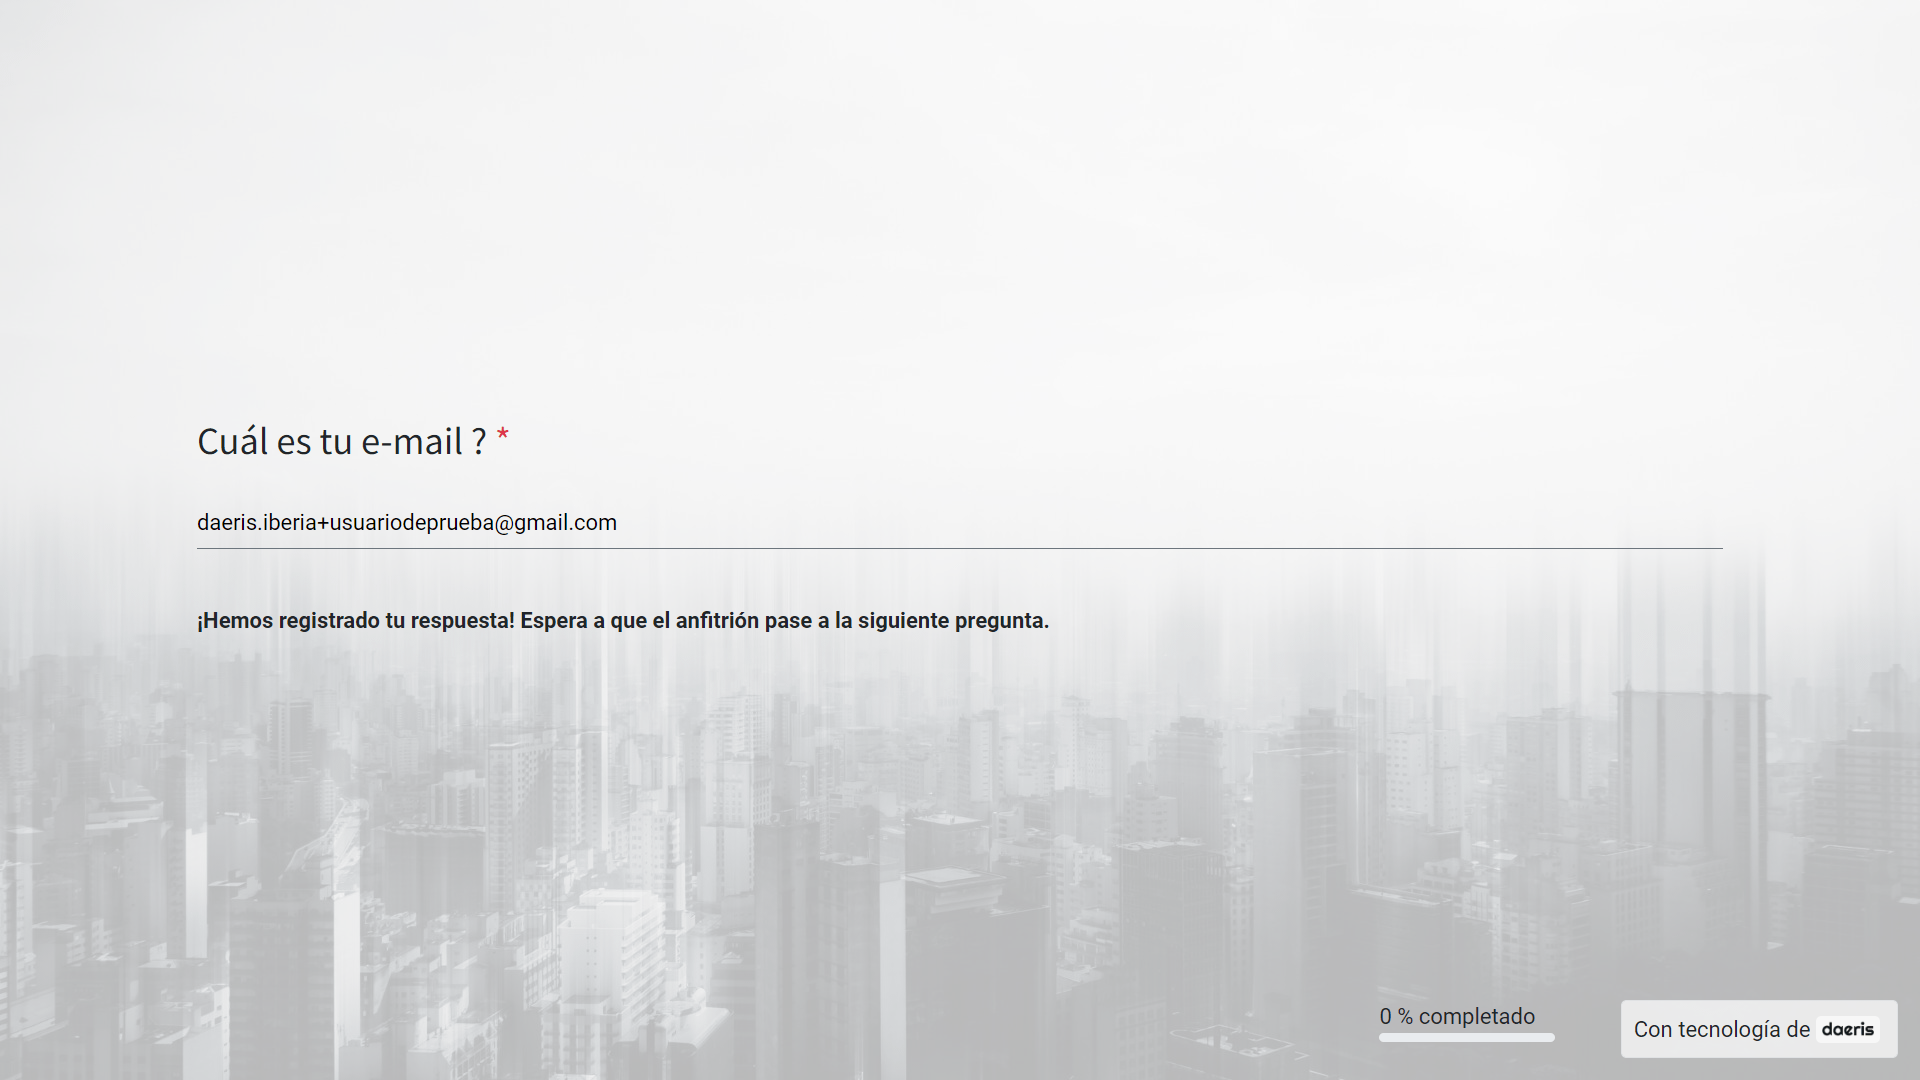 Cuál es tu e-mail ? *
daeris.iberia+usuariodeprueba@gmail.com
¡Hemos registrado tu respuesta! Espera a que el anfitrión pase a la siguiente pregunta.
0 % completado
Con tecnología de daeris